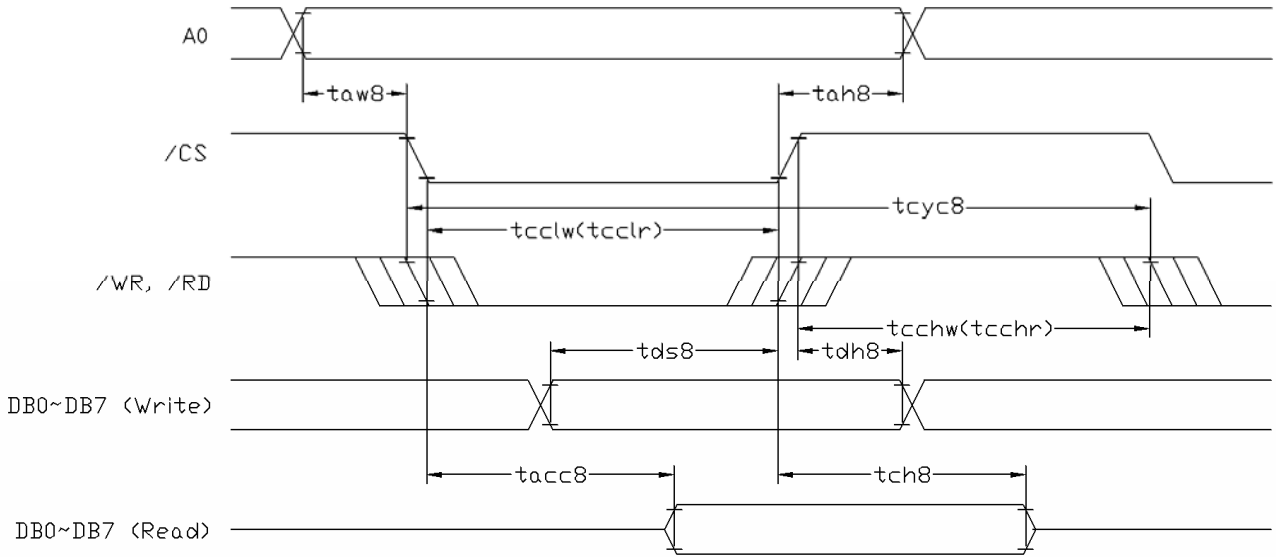 A0
taw8
tah8
/CS
tcyc8
tcclw(tcclr)
/WR, /RD
tcchw(tcchr)
tds8
tdh8
DB0~DB7 (Write)
tacc8
tch8
DB0~DB7 (Read)